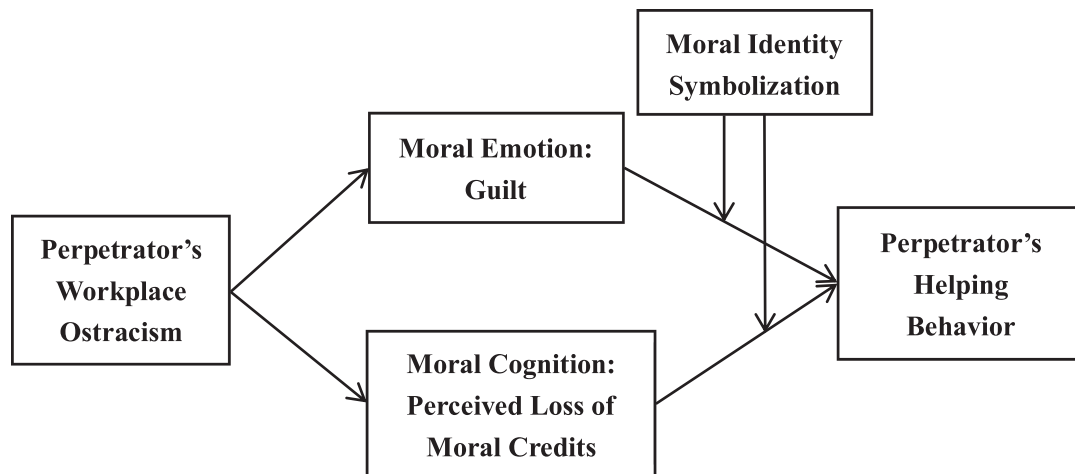 Moral Identity
Symbolization
Moral Emotion:
Guilt
Perpetrator’s
Workplace
Ostracism
Perpetrator’s
Helping
Behavior
Moral Cognition:
Perceived Loss of
Moral Credits